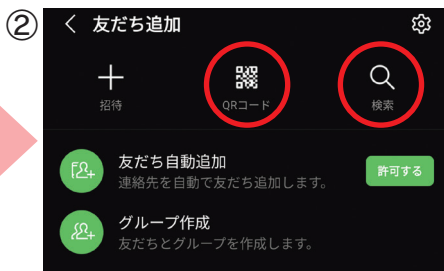 ②
友だち追加
招待
QRコード
検索
友だち自動追加
連絡先を自動で友だち追加します。
許可する
グループ作成
友だちとグループを作成します。